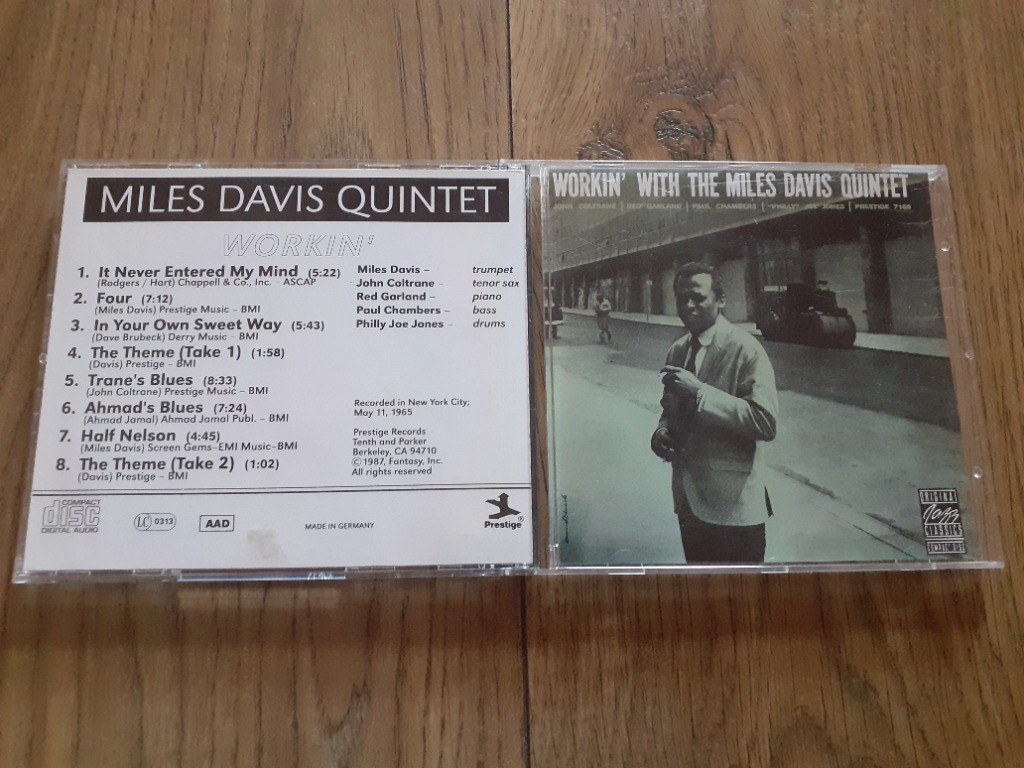 MILES DAVIS QUINTET
WORKIN'
1. It Never Entered My Mind (5:22)
(Rodgers / Hart) Chappell & Co., Inc. – ASCAP
2. Four (7:12)
(Miles Davis) Prestige Music – BMI
3. In Your Own Sweet Way (5:43)
(Dave Brubeck) Derry Music – BMI
4. The Theme (Take 1) (1:58)
(Davis) Prestige – BMI
5. Trane's Blues (8:33)
(John Coltrane) Prestige Music – BMI
6. Ahmad's Blues (7:24)
(Ahmad Jamal) Ahmad Jamal Publ. – BMI
7. Half Nelson (4:45)
(Miles Davis) Screen Gems-EMI Music-BMI
8. The Theme (Take 2) (1:02)
(Davis) Prestige – BMI
Miles Davis – trumpet
John Coltrane – tenor sax
Red Garland – piano
Paul Chambers – bass
Philly Joe Jones – drums
Recorded in New York City;
May 11, 1965
Prestige Records
Tenth and Parker
Berkeley, CA 94710
©1987, Fantasy, Inc.
All rights reserved
COMPACT
disc
DIGITAL AUDIO
LC 0313
AAD
MADE IN GERMANY
Prestige®
WORKIN' WITH THE MILES DAVIS QUINTET
JOHN COLTRANE | RED GARLAND | PAUL CHAMBERS | "PHILLY" JOE JONES | PRESTIGE 7166
ORIGINAL
Jazz
CLASSICS
COMPACT DISC